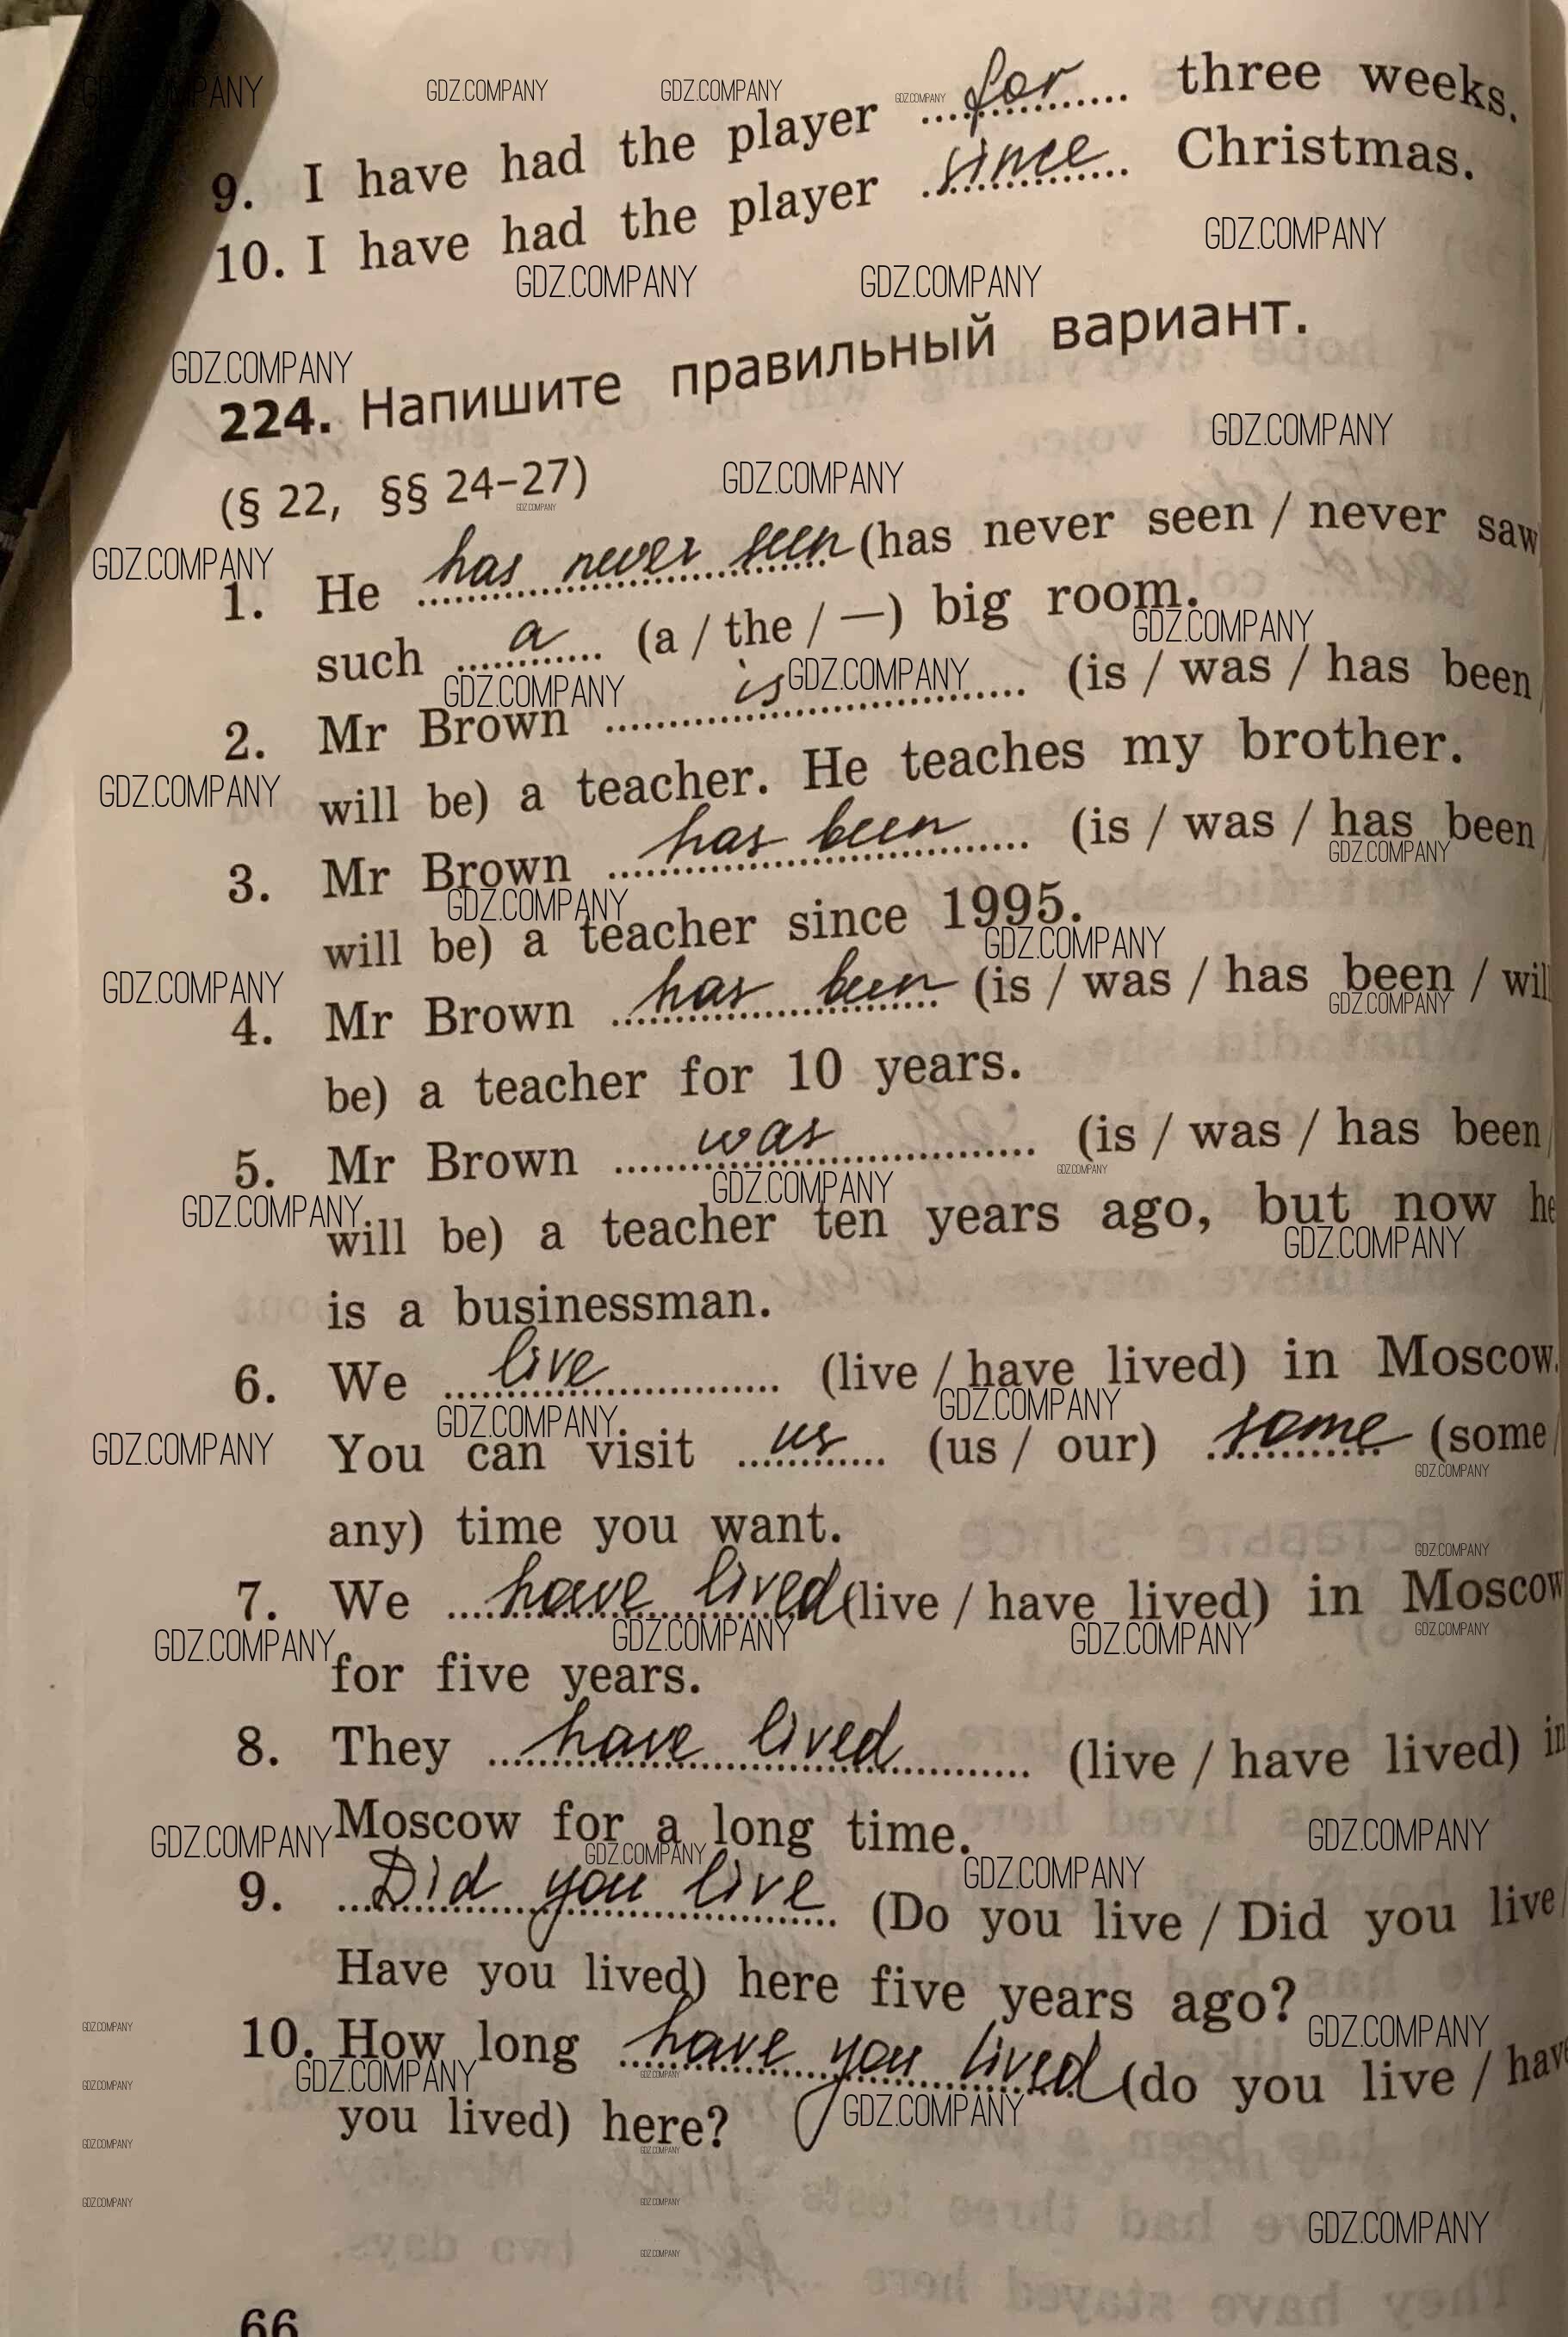 9. I have had the player for three weeks.
10. I have had the player since Christmas.
224. Напишите правильный вариант.
(§ 22, §§ 24–27)
1. He has never seen (has never seen / never saw
such a (a / the / —) big room.
2. Mr Brown is (is / was / has been /
will be) a teacher. He teaches my brother.
3. Mr Brown has been (is / was / has been /
will be) a teacher since 1995.
4. Mr Brown has been (is / was / has been / wil
be) a teacher for 10 years.
5. Mr Brown was (is / was / has been /
will be) a teacher ten years ago, but now he
is a businessman.
6. We live (live / have lived) in Moscow.
You can visit us (us / our) some (some /
any) time you want.
7. We have lived (live / have lived) in Moscow
for five years.
8. They have lived (live / have lived) in
Moscow for a long time.
9. Did you live (Do you live / Did you live /
Have you lived) here five years ago?
10. How long have you lived (do you live / have
you lived) here?
66
GDZ.COMPANY